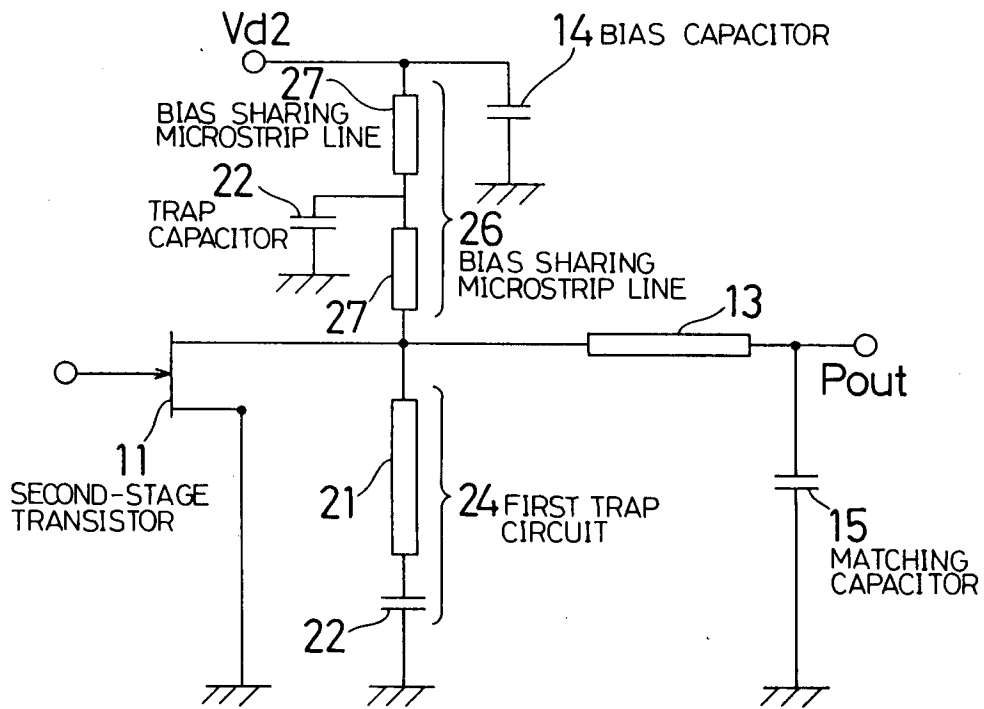 Vd2
14 BIAS CAPACITOR
27
BIAS SHARING
MICROSTRIP LINE
22
TRAP
CAPACITOR
26
BIAS SHARING
MICROSTRIP LINE
27
13
Pout
11
SECOND-STAGE
TRANSISTOR
21
24 FIRST TRAP
CIRCUIT
15
MATCHING
CAPACITOR
22